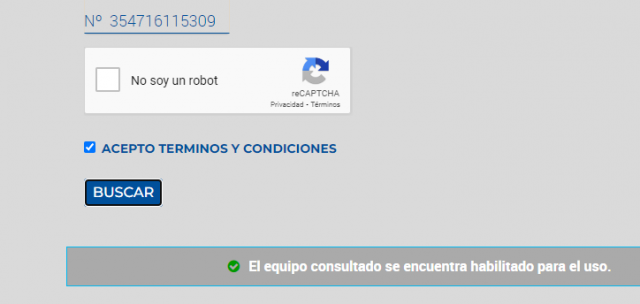 Nº 354716115309
No soy un robot
reCAPTCHA
Privacidad - Términos
ACEPTO TERMINOS Y CONDICIONES
BUSCAR
El equipo consultado se encuentra habilitado para el uso.